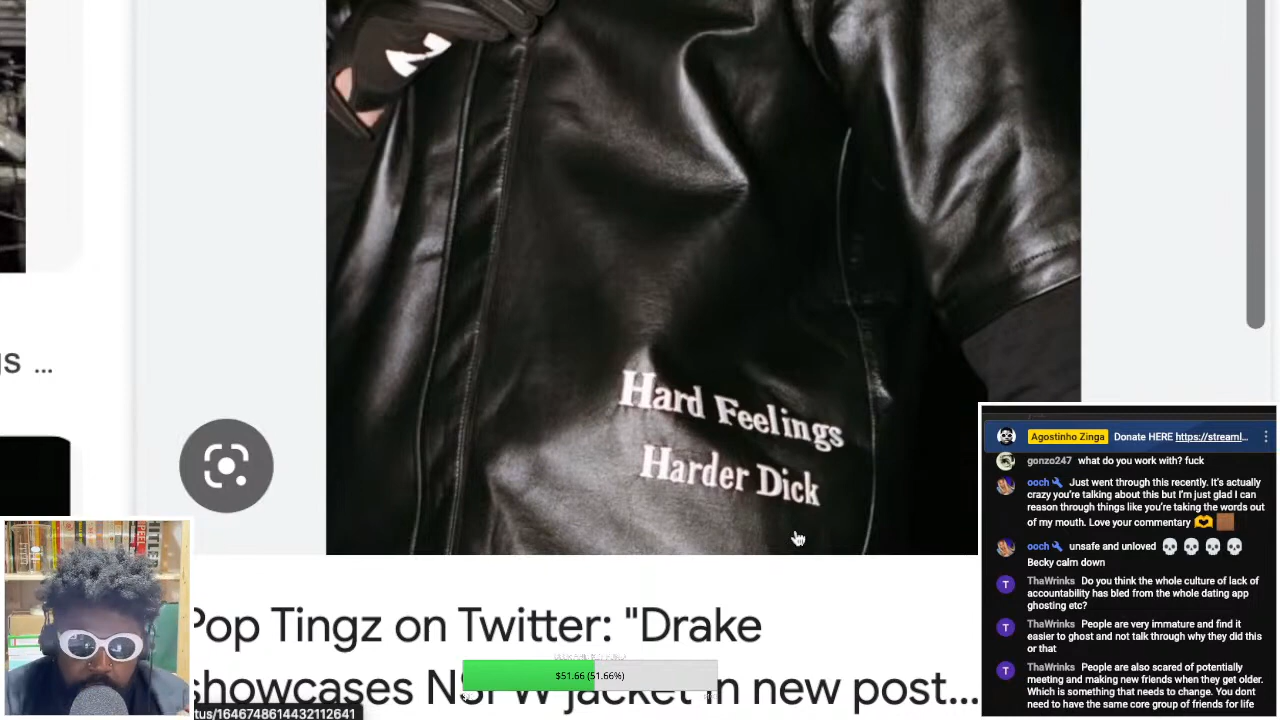 Hard Feelings
Harder Dick
gs ...
Pop Tingz on Twitter: "Drake
showcases NSFW jacket in new post...
$51.66 (51.66%)
tus/1646748614432112641
Agostinho Zinga Donate HERE https://streaml...
gonzo247 what do you work with? fuck
ooch Just went through this recently. It's actually
crazy you're talking about this but I'm just glad I can
reason through things like you're taking the words out
of my mouth. Love your commentary 🫶 🟫
ooch unsafe and unloved 💀 💀 💀 💀
Becky calm down
T
ThaWrinks Do you think the whole culture of lack of
accountability has bled from the whole dating app
ghosting etc?
T
ThaWrinks People are very immature and find it
easier to ghost and not talk through why they did this
or that
T
ThaWrinks People are also scared of potentially
meeting and making new friends when they get older.
Which is something that needs to change. You dont
need to have the same core group of friends for life